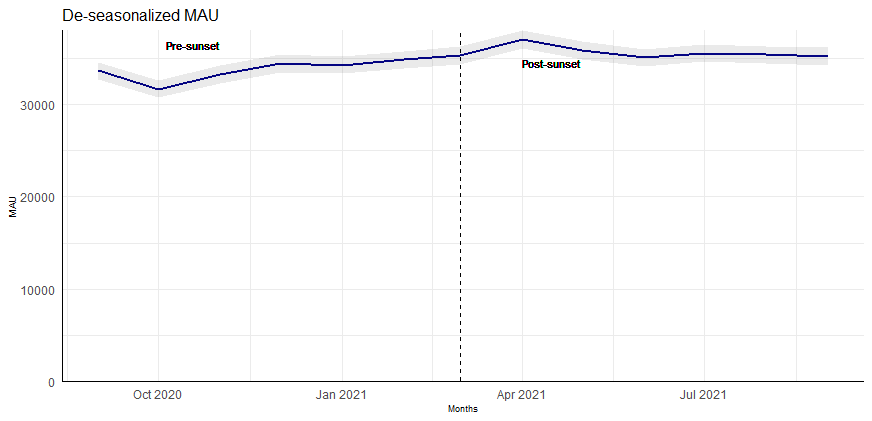 De-seasonalized MAU
Pre-sunset
Post-sunset
30000
20000
10000
0
MAU
Oct 2020
Jan 2021
Apr 2021
Jul 2021
Months